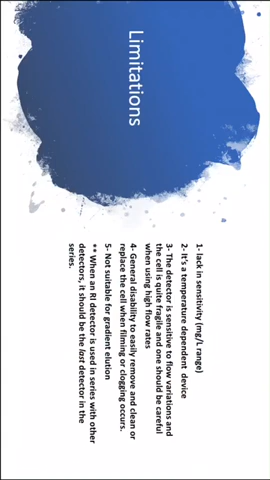 Limitations
1- lack in sensitivity (mg/L range)
2- It's a temperature dependent device
3- The detector is sensitive to flow variations and
the cell is quite fragile and one should be careful
when using high flow rates
4- General disability to easily remove and clean or
replace the cell when filming or clogging occurs.
5- Not suitable for gradient elution
** When an RI detector is used in series with other
detectors, it should be the last detector in the
series.